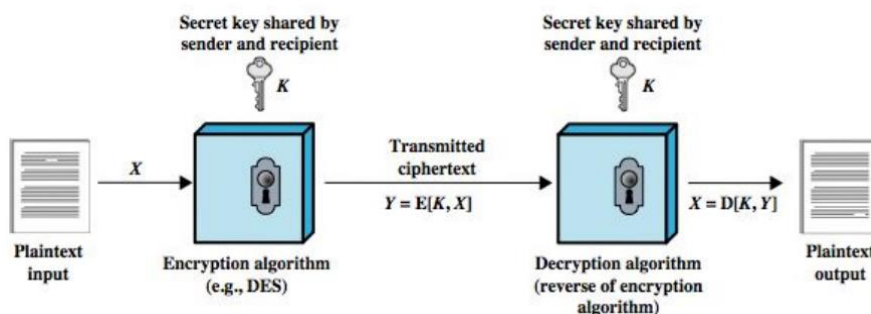 Secret key shared by
sender and recipient
K
Secret key shared by
sender and recipient
K
X
Transmitted
ciphertext
Y = E[K, X]
X = D[K, Y]
Plaintext
input
Encryption algorithm
(e.g., DES)
Decryption algorithm
(reverse of encryption
algorithm)
Plaintext
output